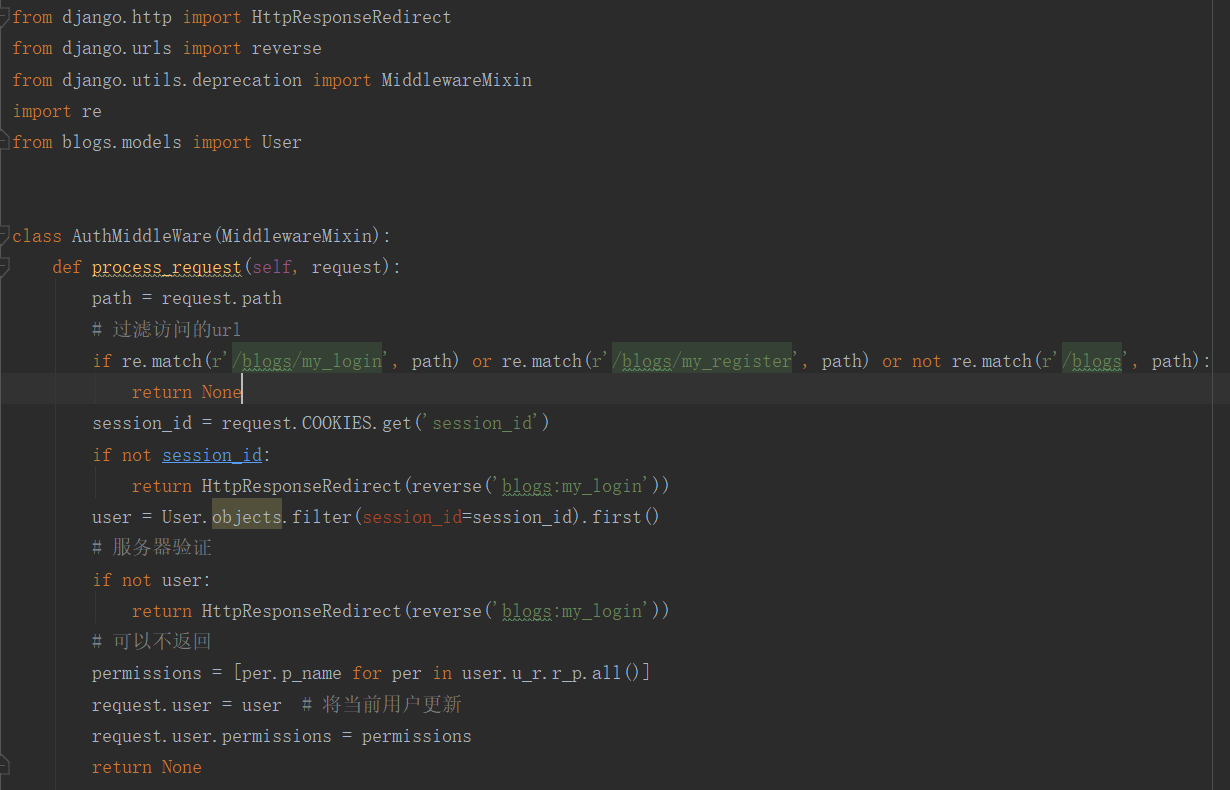 from django.http import HttpResponseRedirect
from django.urls import reverse
from django.utils.deprecation import MiddlewareMixin
import re
from blogs.models import User
class AuthMiddleWare(MiddlewareMixin):
def process_request(self, request):
path = request.path
# 过滤访问的url
if re.match(r'/blogs/my_login', path) or re.match(r'/blogs/my_register', path) or not re.match(r'/blogs', path):
return None
session_id = request.COOKIES.get('session_id')
if not session_id:
return HttpResponseRedirect(reverse('blogs:my_login'))
user = User.objects.filter(session_id=session_id).first()
# 服务器验证
if not user:
return HttpResponseRedirect(reverse('blogs:my_login'))
# 可以不返回
permissions = [per.p_name for per in user.u_r.r_p.all()]
request.user = user  # 将当前用户更新
request.user.permissions = permissions
return None